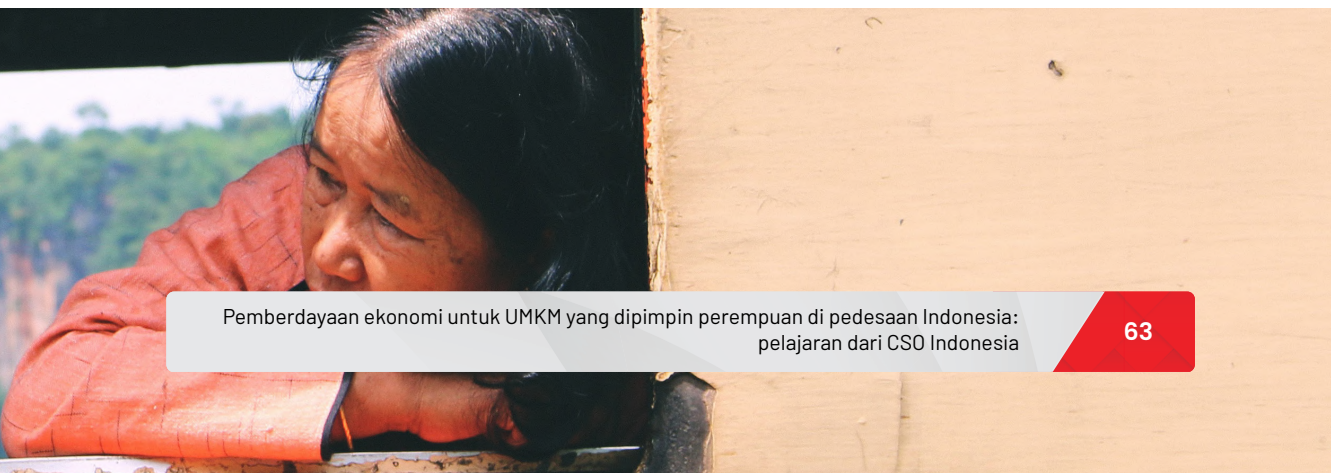 Pemberdayaan ekonomi untuk UMKM yang dipimpin perempuan di pedesaan Indonesia:
pelajaran dari CSO Indonesia
63